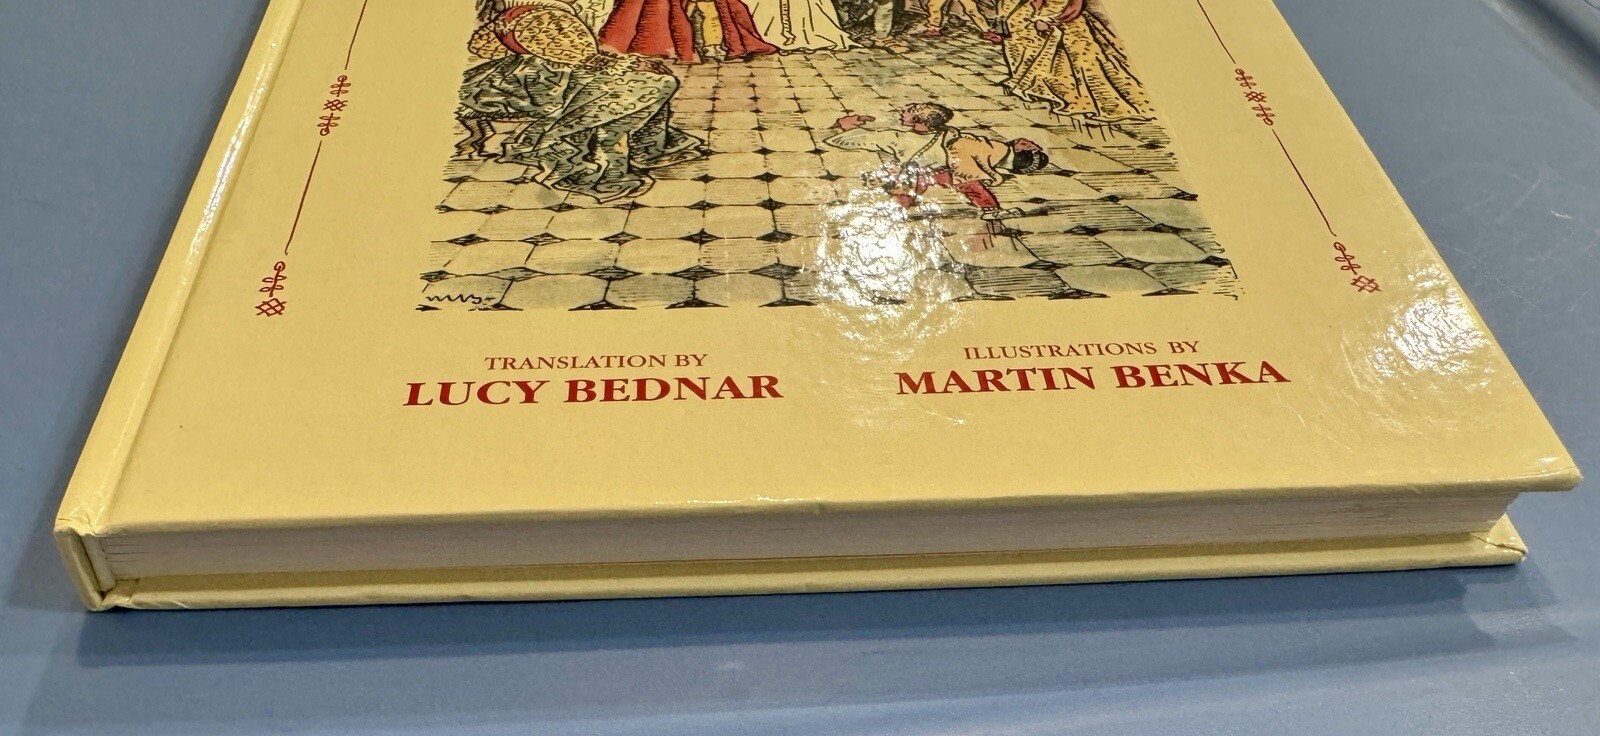 TRANSLATION BY
LUCY BEDNAR
ILLUSTRATIONS BY
MARTIN BENKA